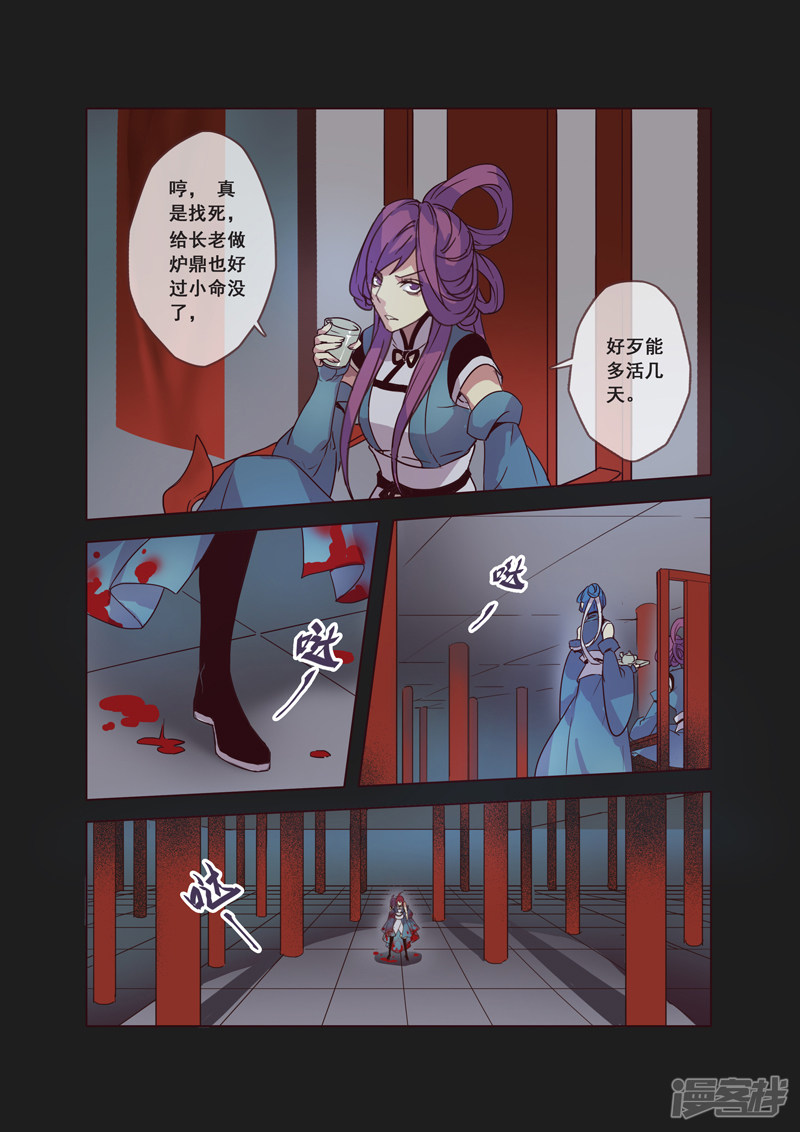 哼， 真
是找死，
给长老做
炉鼎也好
过小命没
了，
好歹能
多活几
天。
哒
哒
哒
漫客栈